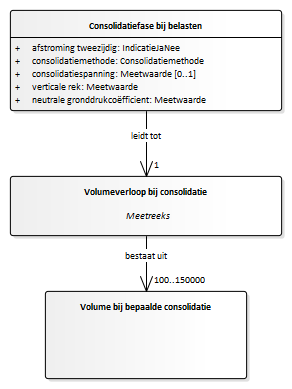 Consolidatiefase bij belasten
+ afstroming tweezijdig: IndicatieJaNee
+ consolidatiemethode: Consolidatiemethode
+ consolidatiespanning: Meetwaarde [0..1]
+ verticale rek: Meetwaarde
+ neutrale gronddrukcoëfficient: Meetwaarde
leidt tot
1
Volumeverloop bij consolidatie
Meetreeks
bestaat uit
100..150000
Volume bij bepaalde consolidatie